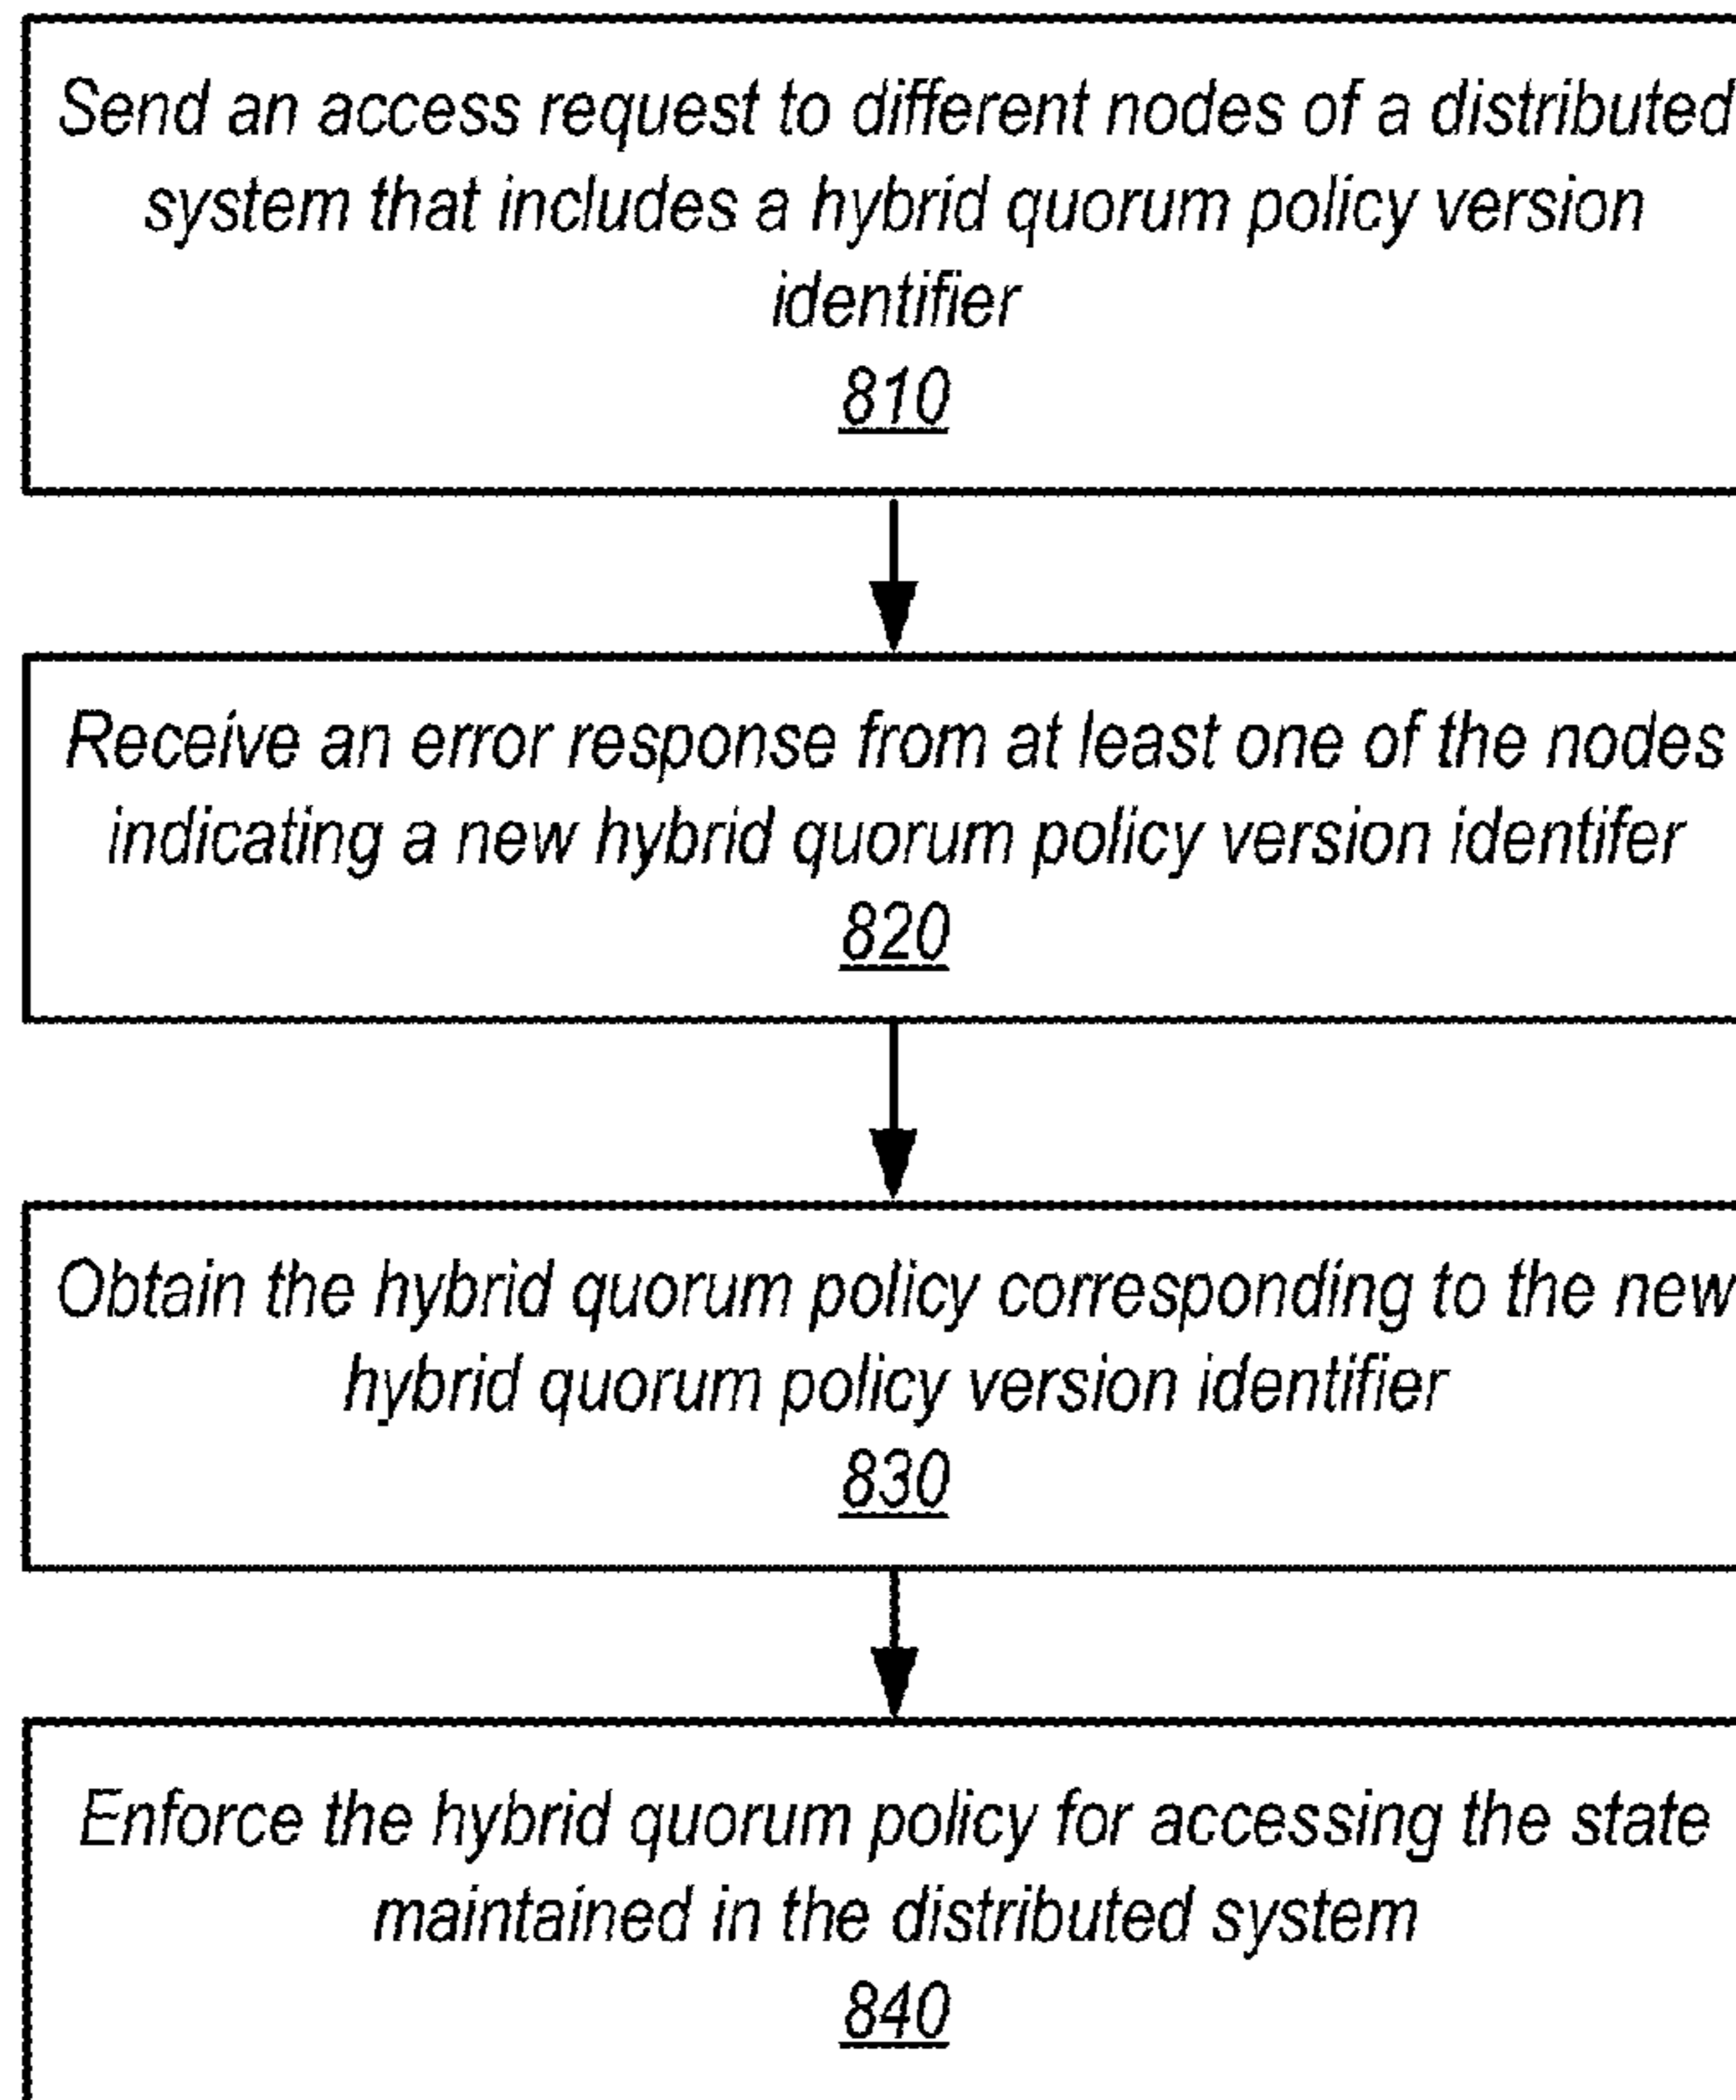 Send an access request to different nodes of a distributed
system that includes a hybrid quorum policy version
identifier
810
Receive an error response from at least one of the nodes
indicating a new hybrid quorum policy version identifer
820
Obtain the hybrid quorum policy corresponding to the new
hybrid quorum policy version identifier
830
Enforce the hybrid quorum policy for accessing the state
maintained in the distributed system
840